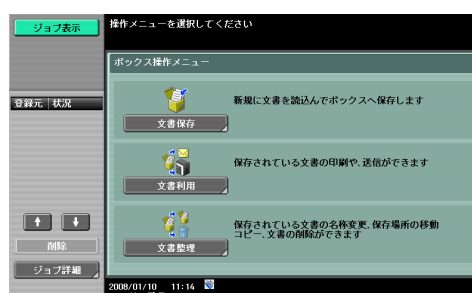 ジョブ表示
操作メニューを選択してください
ボックス操作メニュー
登録元 状況
新規に文書を読込んでボックスへ保存します
文書保存
保存されている文書の印刷や、送信ができます
文書利用
保存されている文書の名称変更、保存場所の移動
コピー、文書の削除ができます
文書整理
↑ ↓
削除
ジョブ詳細
2008/01/10 11:14